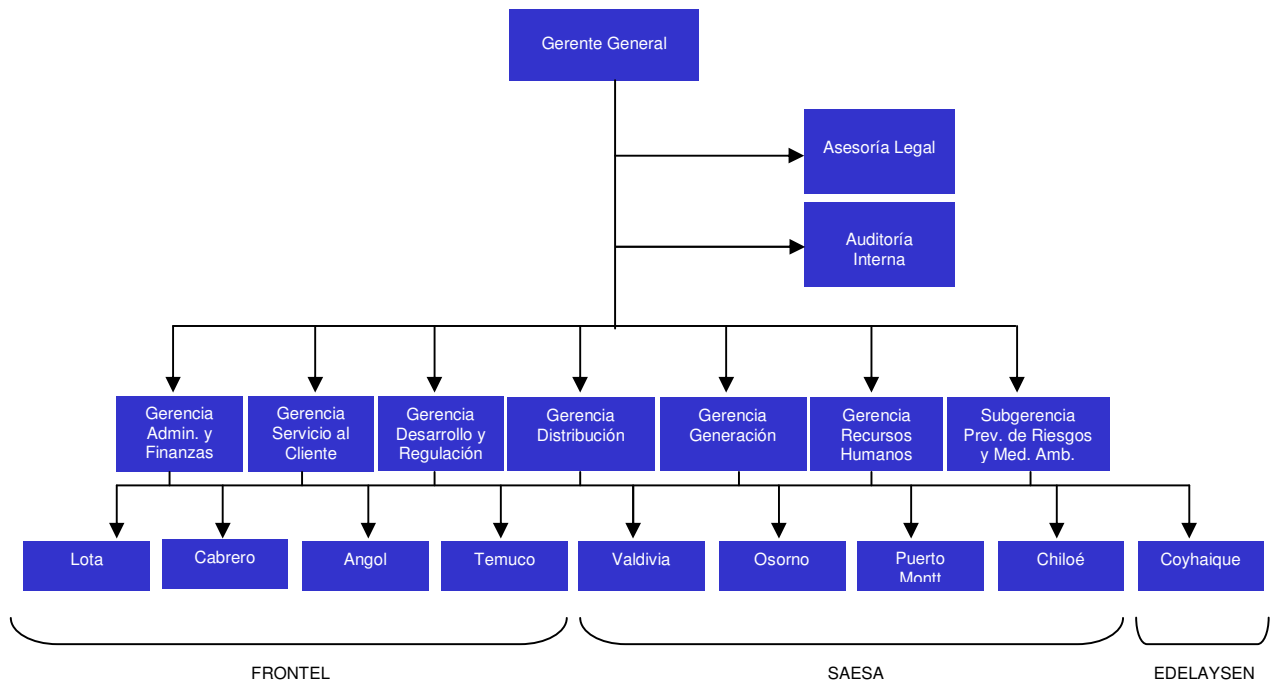 Gerente General
Asesoría Legal
Auditoría
Interna
Gerencia
Admin. y
Finanzas
Gerencia
Servicio al
Cliente
Gerencia
Desarrollo y
Regulación
Gerencia
Distribución
Gerencia
Generación
Gerencia
Recursos
Humanos
Subgerencia
Prev. de Riesgos
y Med. Amb.
Lota
Cabrero
Angol
Temuco
Valdivia
Osorno
Puerto
Montt
Chiloé
Coyhaique
FRONTEL
SAESA
EDELAYSEN